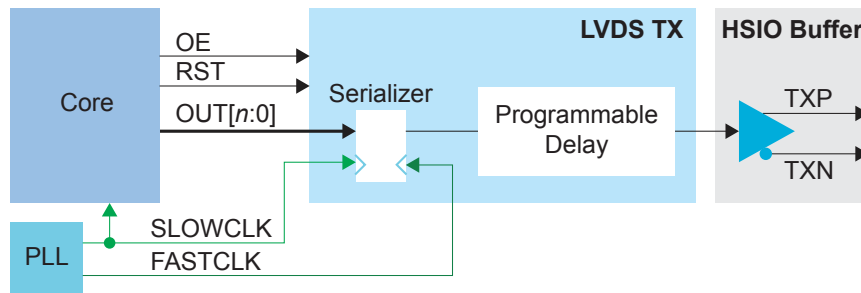 LVDS TX
HSIO Buffer
OE
RST
Core
Serializer
OUT[n:0]
Programmable
Delay
TXP
TXN
SLOWCLK
PLL
FASTCLK